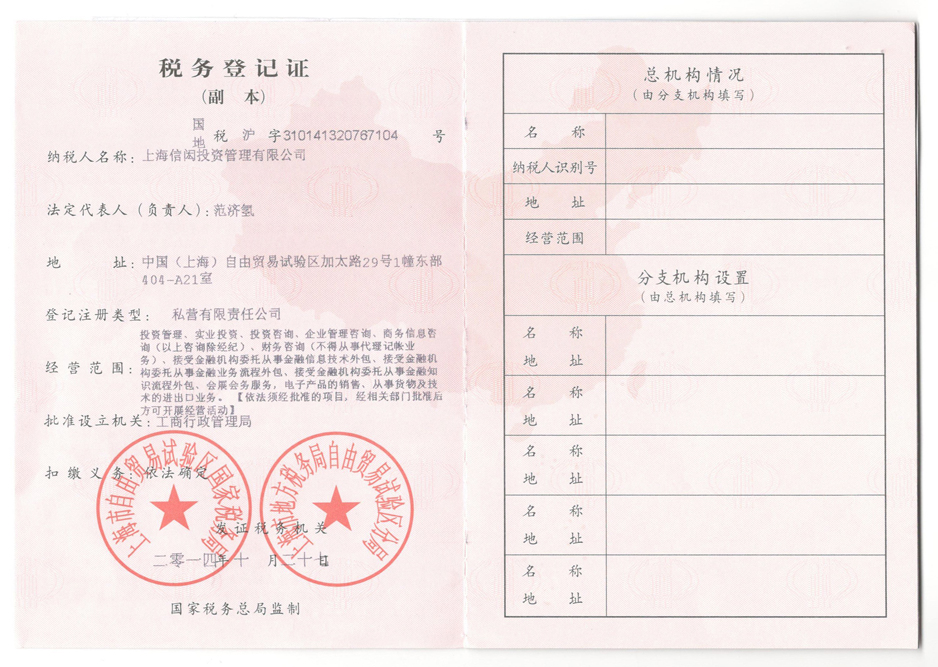 税务登记证
(副 本)
国
地 税 沪 字310141320767104 号
纳税人名称：上海信闳投资管理有限公司
法定代表人（负责人）：范济氢
地 址：中国（上海）自由贸易试验区加太路29号1幢东部
404-A21室
登记注册类型： 私营有限责任公司
投资管理、实业投资、投资咨询、企业管理咨询、商务信息咨
询（以上咨询除经纪）、财务咨询（不得从事代理记帐业
务）、接受金融机构委托从事金融信息技术外包、接受金融机
经营范围：构委托从事金融业务流程外包、接受金融机构委托从事金融知
识流程外包、会展会务服务，电子产品的销售、从事货物及技
术的进出口业务。【依法须经批准的项目，经相关部门批准后
方可开展经营活动】
批准设立机关：工商行政管理局
扣缴义务：依法确定
上海市自由贸易试验区国家税务局
上海市地方税务局自由贸易试验区分局
发证税务机关
二零一四年十 月二十七日
国家税务总局监制
总机构情况
(由分支机构填写)
名 称
纳税人识别号
地 址
经营范围
分支机构设置
(由总机构填写)
名 称
地 址
名 称
地 址
名 称
地 址
名 称
地 址
名 称
地 址